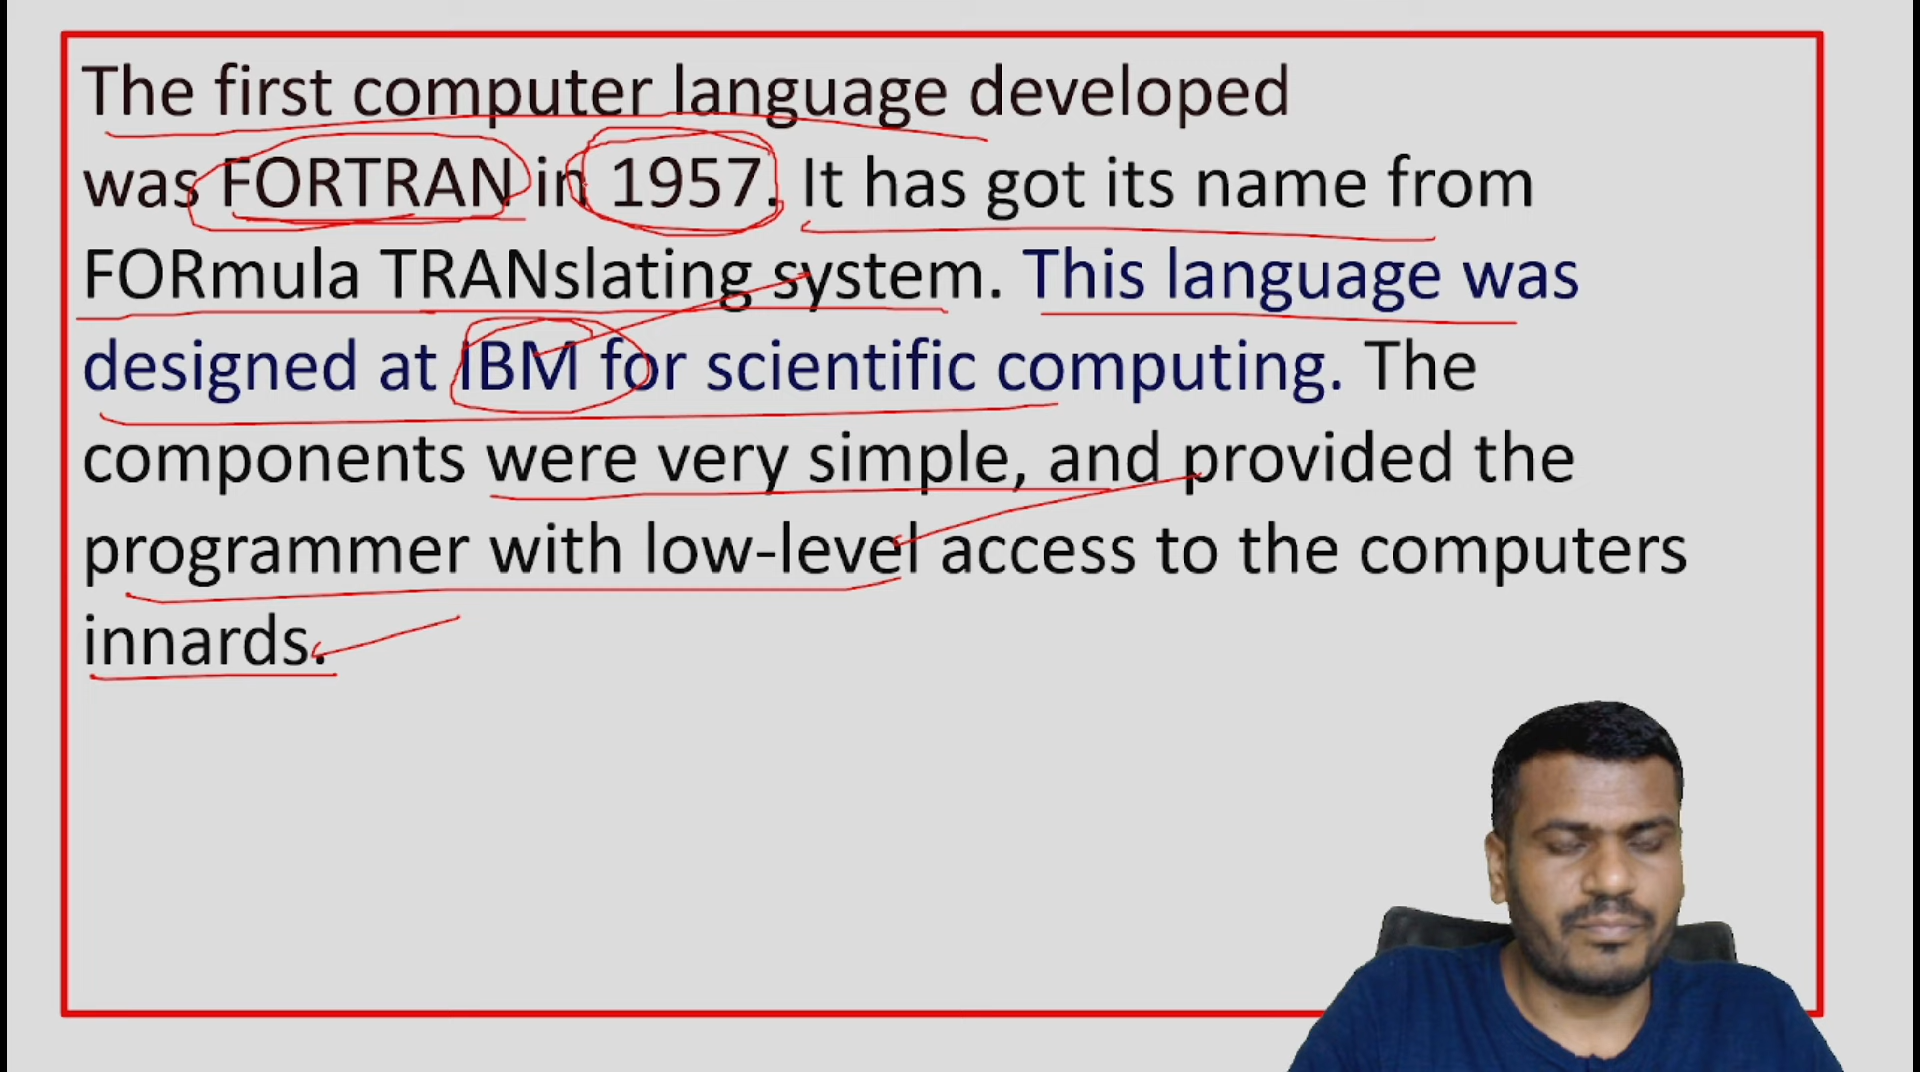 The first computer language developed
was FORTRAN in 1957. It has got its name from
FORmula TRANslating system. This language was
designed at IBM for scientific computing. The
components were very simple, and provided the
programmer with low-level access to the computers
innards.